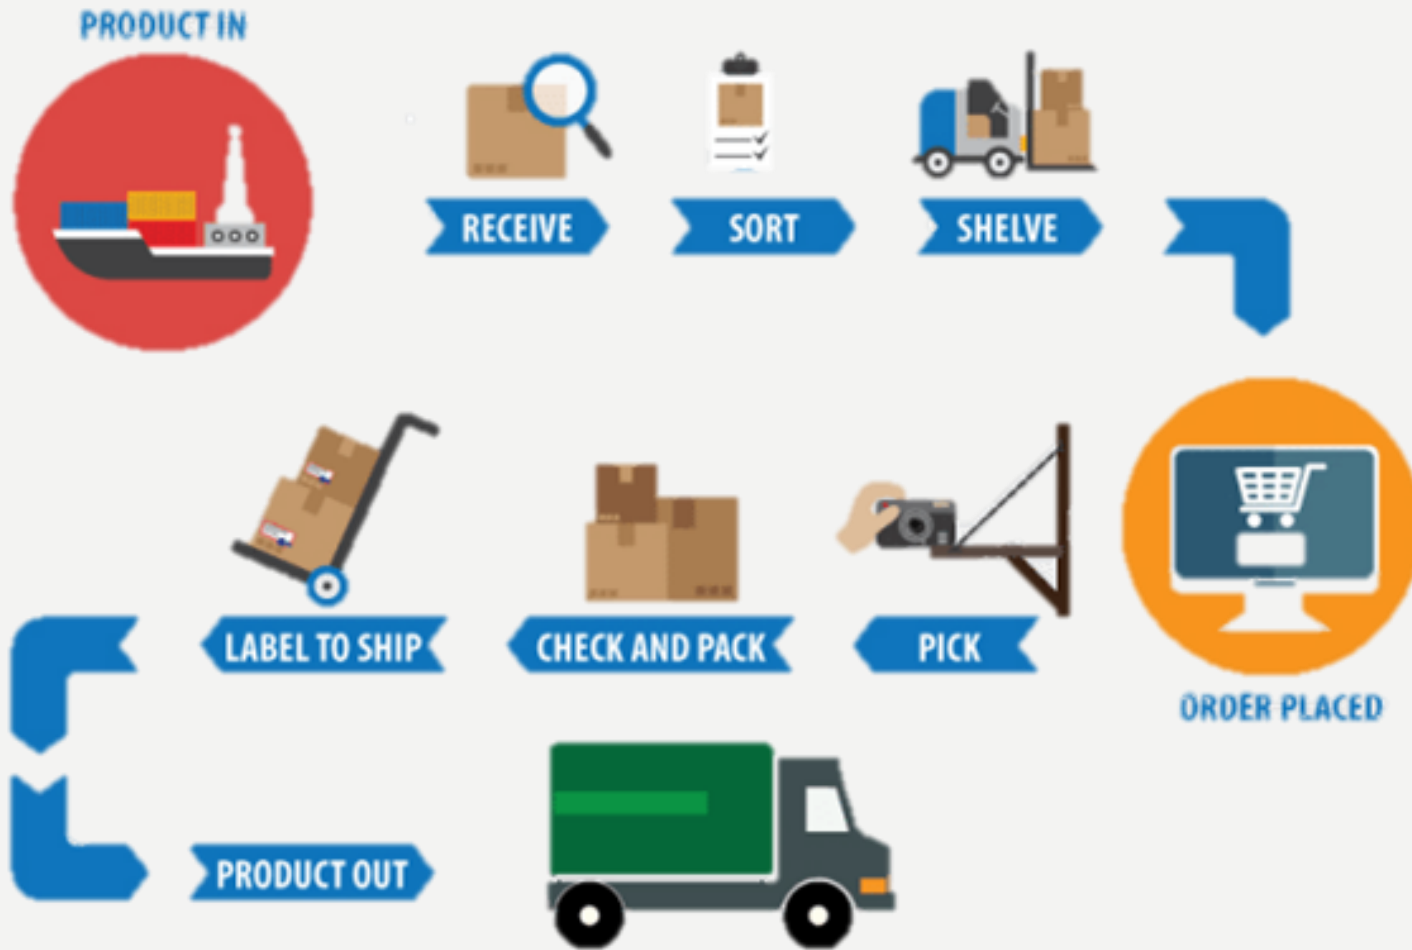 PRODUCT IN
RECEIVE
SORT
SHELVE
ORDER PLACED
PICK
CHECK AND PACK
LABEL TO SHIP
PRODUCT OUT